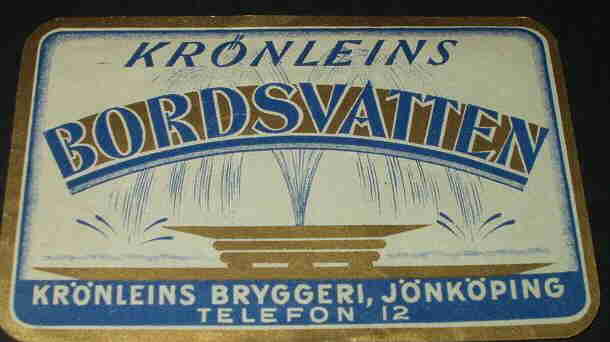 KRÖNLEINS
BORDSVATTEN
KRÖNLEINS BRYGGERI, JÖNKÖPING
TELEFON 12